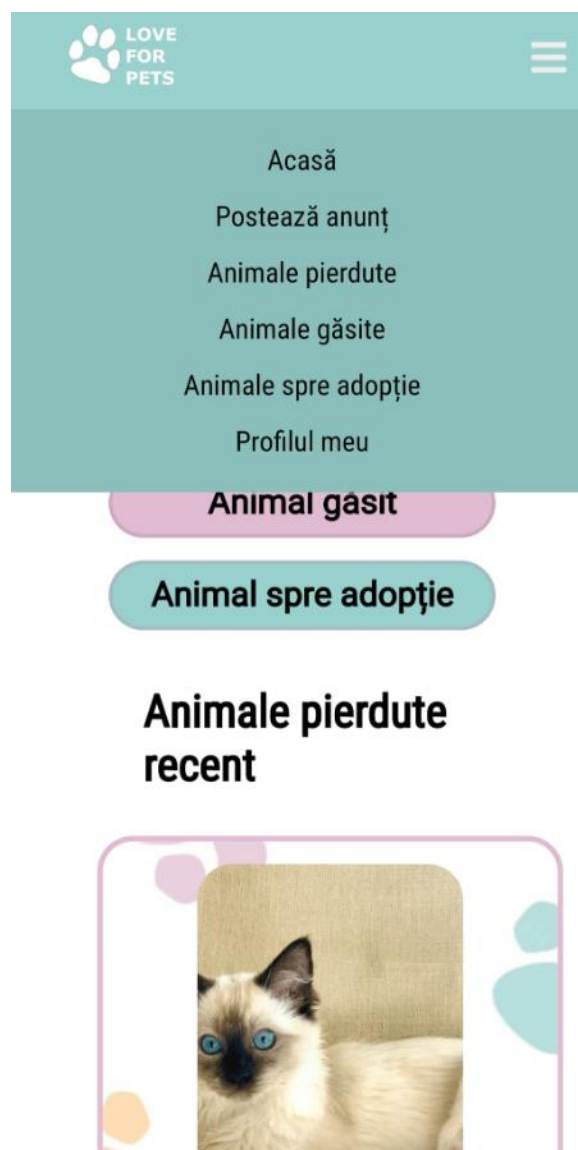 LOVE
FOR
PETS
Acasă
Postează anunț
Animale pierdute
Animale găsite
Animale spre adopție
Profilul meu
Animal găsit
Animal spre adopție
Animale pierdute
recent